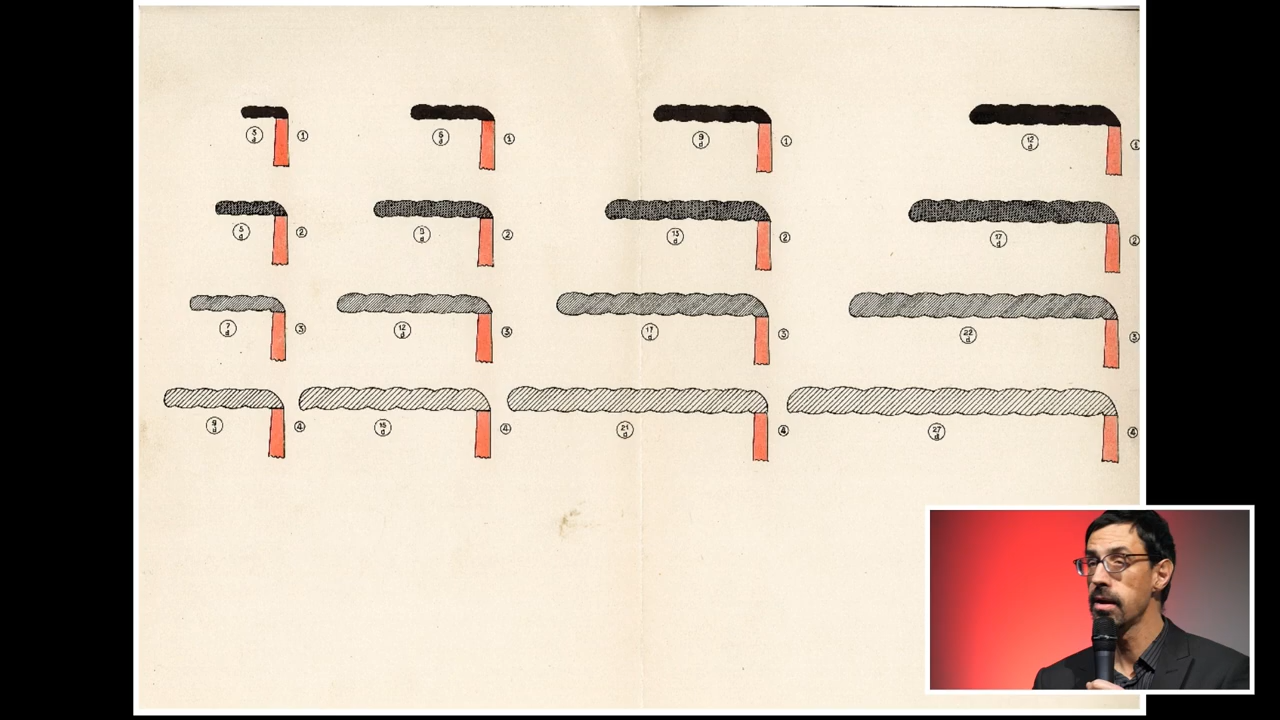 3 d ① 6 d ① 9 d ① 12 d ①
5 d ② 9 d ② 13 d ② 17 d ②
7 d ③ 12 d ③ 17 d ③ 22 d ③
9 d ④ 15 d ④ 21 d ④ 27 d ④